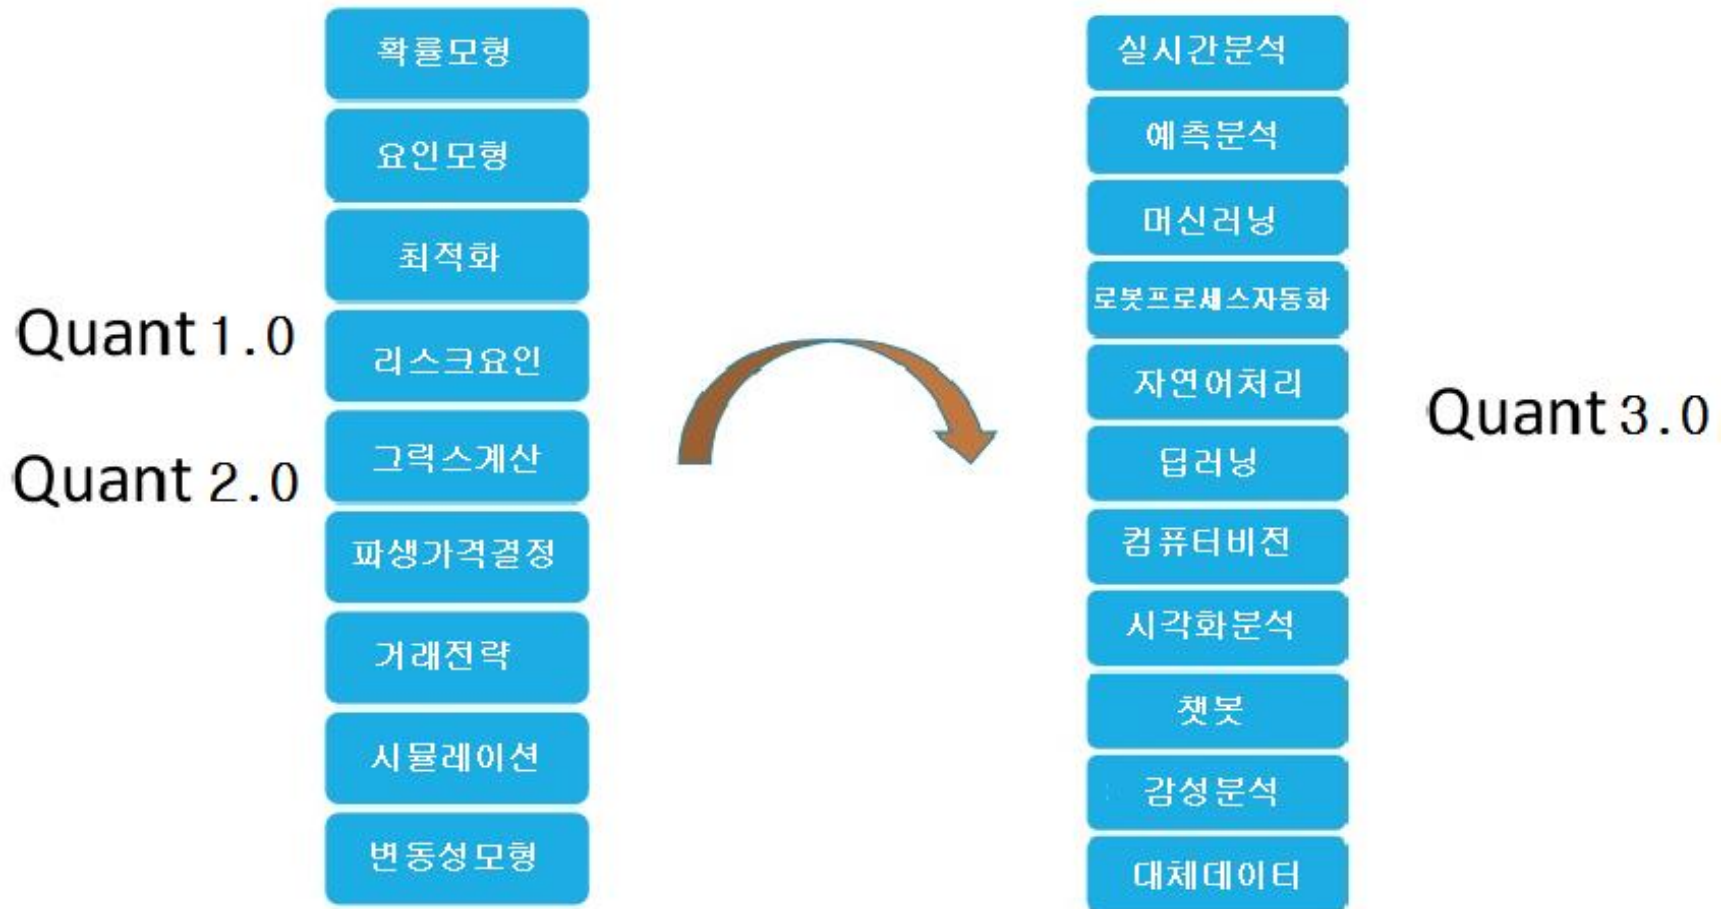 Quant 1.0
Quant 2.0
확률모형
요인모형
최적화
리스크요인
그릭스계산
파생가격결정
거래전략
시뮬레이션
변동성모형
실시간분석
예측분석
머신러닝
로봇프로세스자동화
자연어처리
딥러닝
컴퓨터비전
시각화분석
챗봇
감성분석
대체데이터
Quant 3.0